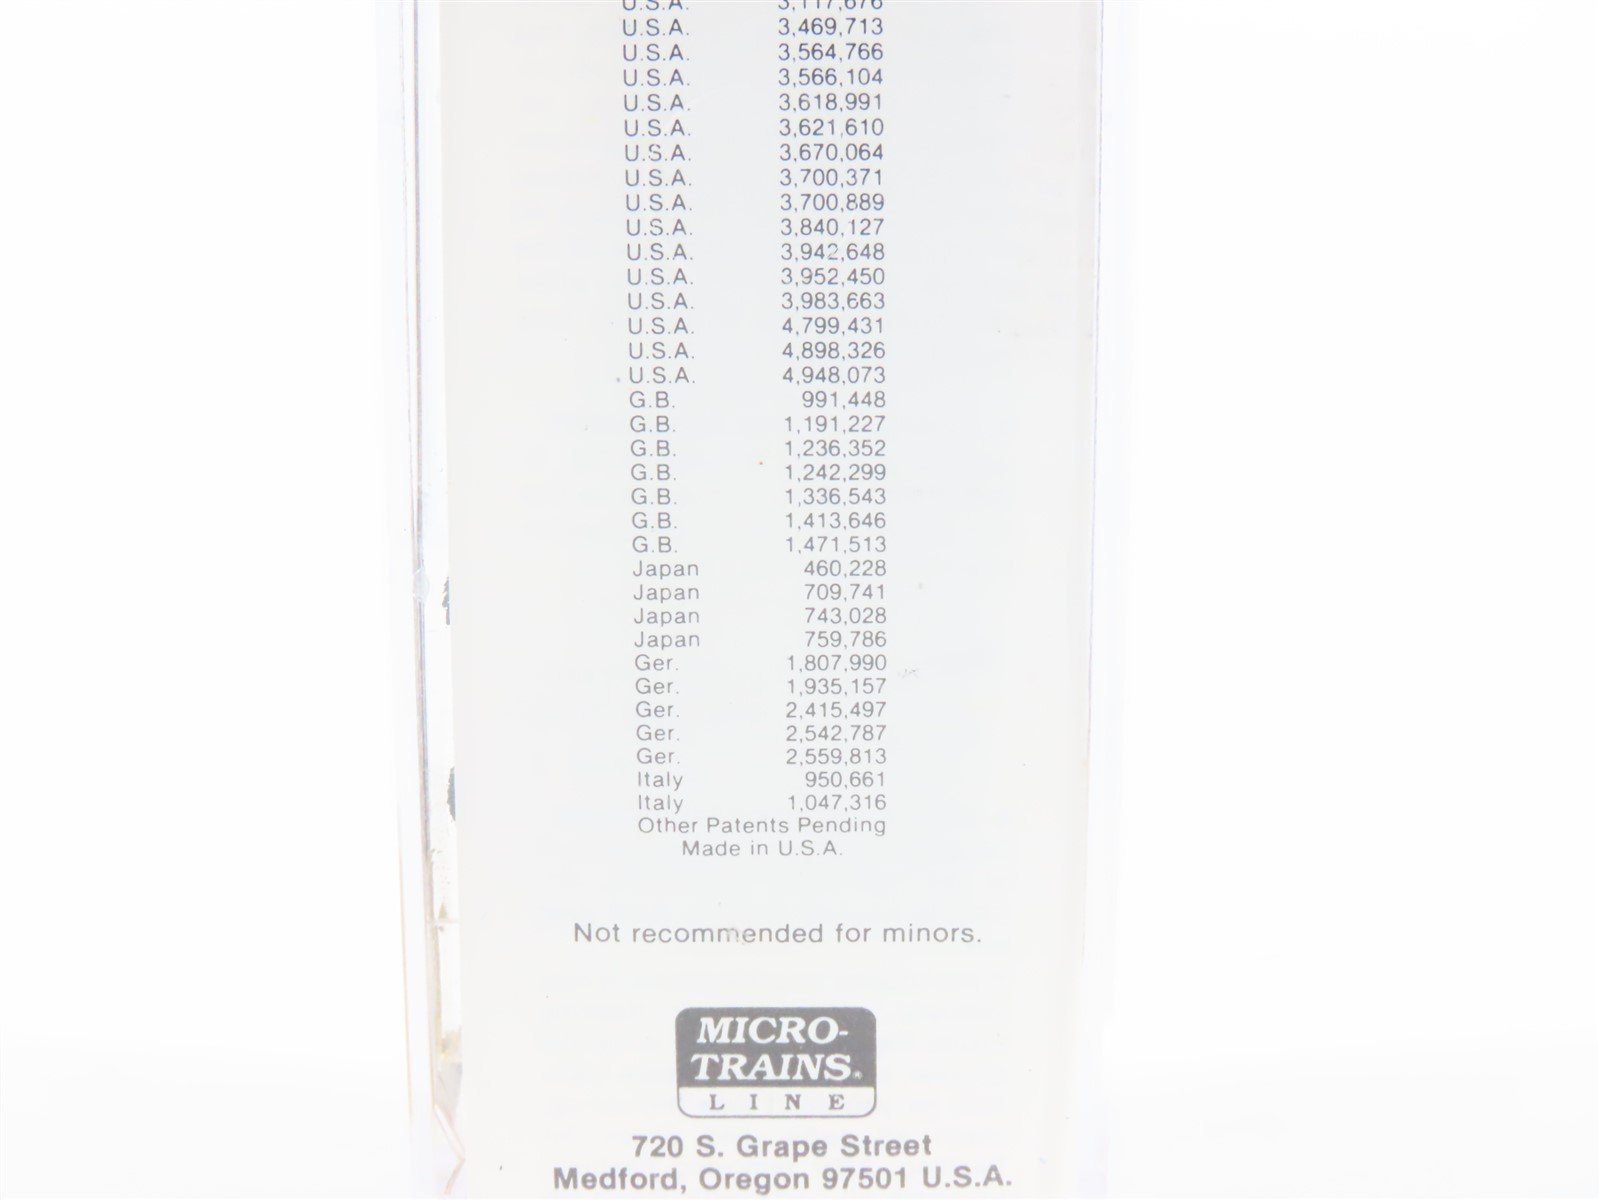 U.S.A. 3,117,676
U.S.A. 3,469,713
U.S.A. 3,564,766
U.S.A. 3,566,104
U.S.A. 3,618,991
U.S.A. 3,621,610
U.S.A. 3,670,064
U.S.A. 3,700,371
U.S.A. 3,700,889
U.S.A. 3,840,127
U.S.A. 3,942,648
U.S.A. 3,952,450
U.S.A. 3,983,663
U.S.A. 4,799,431
U.S.A. 4,898,326
U.S.A. 4,948,073
G.B. 991,448
G.B. 1,191,227
G.B. 1,236,352
G.B. 1,242,299
G.B. 1,336,543
G.B. 1,413,646
G.B. 1,471,513
Japan 460,228
Japan 709,741
Japan 743,028
Japan 759,786
Ger. 1,807,990
Ger. 1,935,157
Ger. 2,415,497
Ger. 2,542,787
Ger. 2,559,813
Italy 950,661
Italy 1,047,316
Other Patents Pending
Made in U.S.A.
Not recommended for minors.
MICRO-
TRAINS®
LINE
720 S. Grape Street
Medford, Oregon 97501 U.S.A.